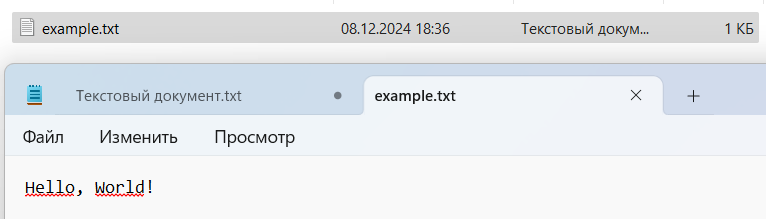 example.txt 08.12.2024 18:36 Текстовый докум... 1 КБ
Текстовый документ.txt example.txt
Файл Изменить Просмотр
Hello, World!